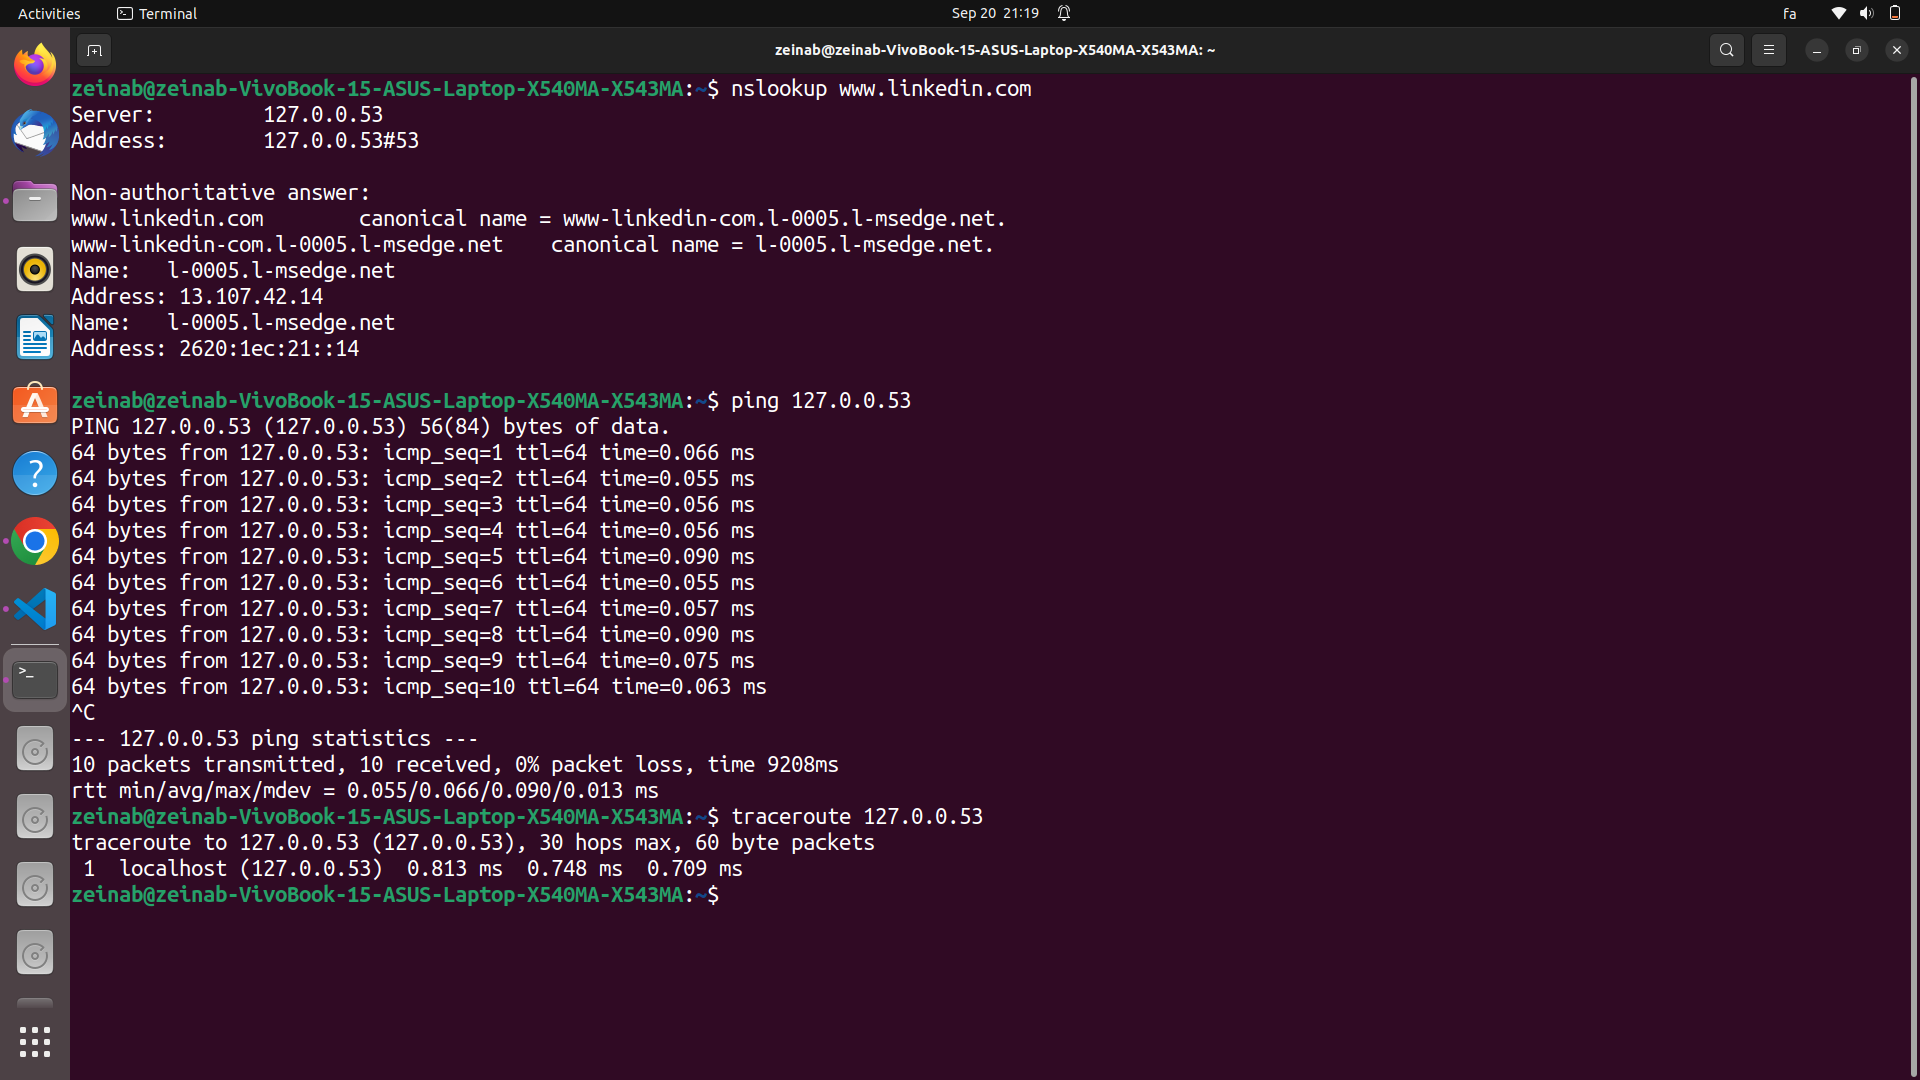 Activities
Terminal
Sep 20 21:19
fa
zeinab@zeinab-VivoBook-15-ASUS-Laptop-X540MA-X543MA: ~
zeinab@zeinab-VivoBook-15-ASUS-Laptop-X540MA-X543MA:~$ nslookup www.linkedin.com
Server:         127.0.0.53
Address:        127.0.0.53#53

Non-authoritative answer:
www.linkedin.com        canonical name = www-linkedin-com.l-0005.l-msedge.net.
www-linkedin-com.l-0005.l-msedge.net    canonical name = l-0005.l-msedge.net.
Name:   l-0005.l-msedge.net
Address: 13.107.42.14
Name:   l-0005.l-msedge.net
Address: 2620:1ec:21::14

zeinab@zeinab-VivoBook-15-ASUS-Laptop-X540MA-X543MA:~$ ping 127.0.0.53
PING 127.0.0.53 (127.0.0.53) 56(84) bytes of data.
64 bytes from 127.0.0.53: icmp_seq=1 ttl=64 time=0.066 ms
64 bytes from 127.0.0.53: icmp_seq=2 ttl=64 time=0.055 ms
64 bytes from 127.0.0.53: icmp_seq=3 ttl=64 time=0.056 ms
64 bytes from 127.0.0.53: icmp_seq=4 ttl=64 time=0.056 ms
64 bytes from 127.0.0.53: icmp_seq=5 ttl=64 time=0.090 ms
64 bytes from 127.0.0.53: icmp_seq=6 ttl=64 time=0.055 ms
64 bytes from 127.0.0.53: icmp_seq=7 ttl=64 time=0.057 ms
64 bytes from 127.0.0.53: icmp_seq=8 ttl=64 time=0.090 ms
64 bytes from 127.0.0.53: icmp_seq=9 ttl=64 time=0.075 ms
64 bytes from 127.0.0.53: icmp_seq=10 ttl=64 time=0.063 ms
^C
--- 127.0.0.53 ping statistics ---
10 packets transmitted, 10 received, 0% packet loss, time 9208ms
rtt min/avg/max/mdev = 0.055/0.066/0.090/0.013 ms
zeinab@zeinab-VivoBook-15-ASUS-Laptop-X540MA-X543MA:~$ traceroute 127.0.0.53
traceroute to 127.0.0.53 (127.0.0.53), 30 hops max, 60 byte packets
 1  localhost (127.0.0.53)  0.813 ms  0.748 ms  0.709 ms
zeinab@zeinab-VivoBook-15-ASUS-Laptop-X540MA-X543MA:~$